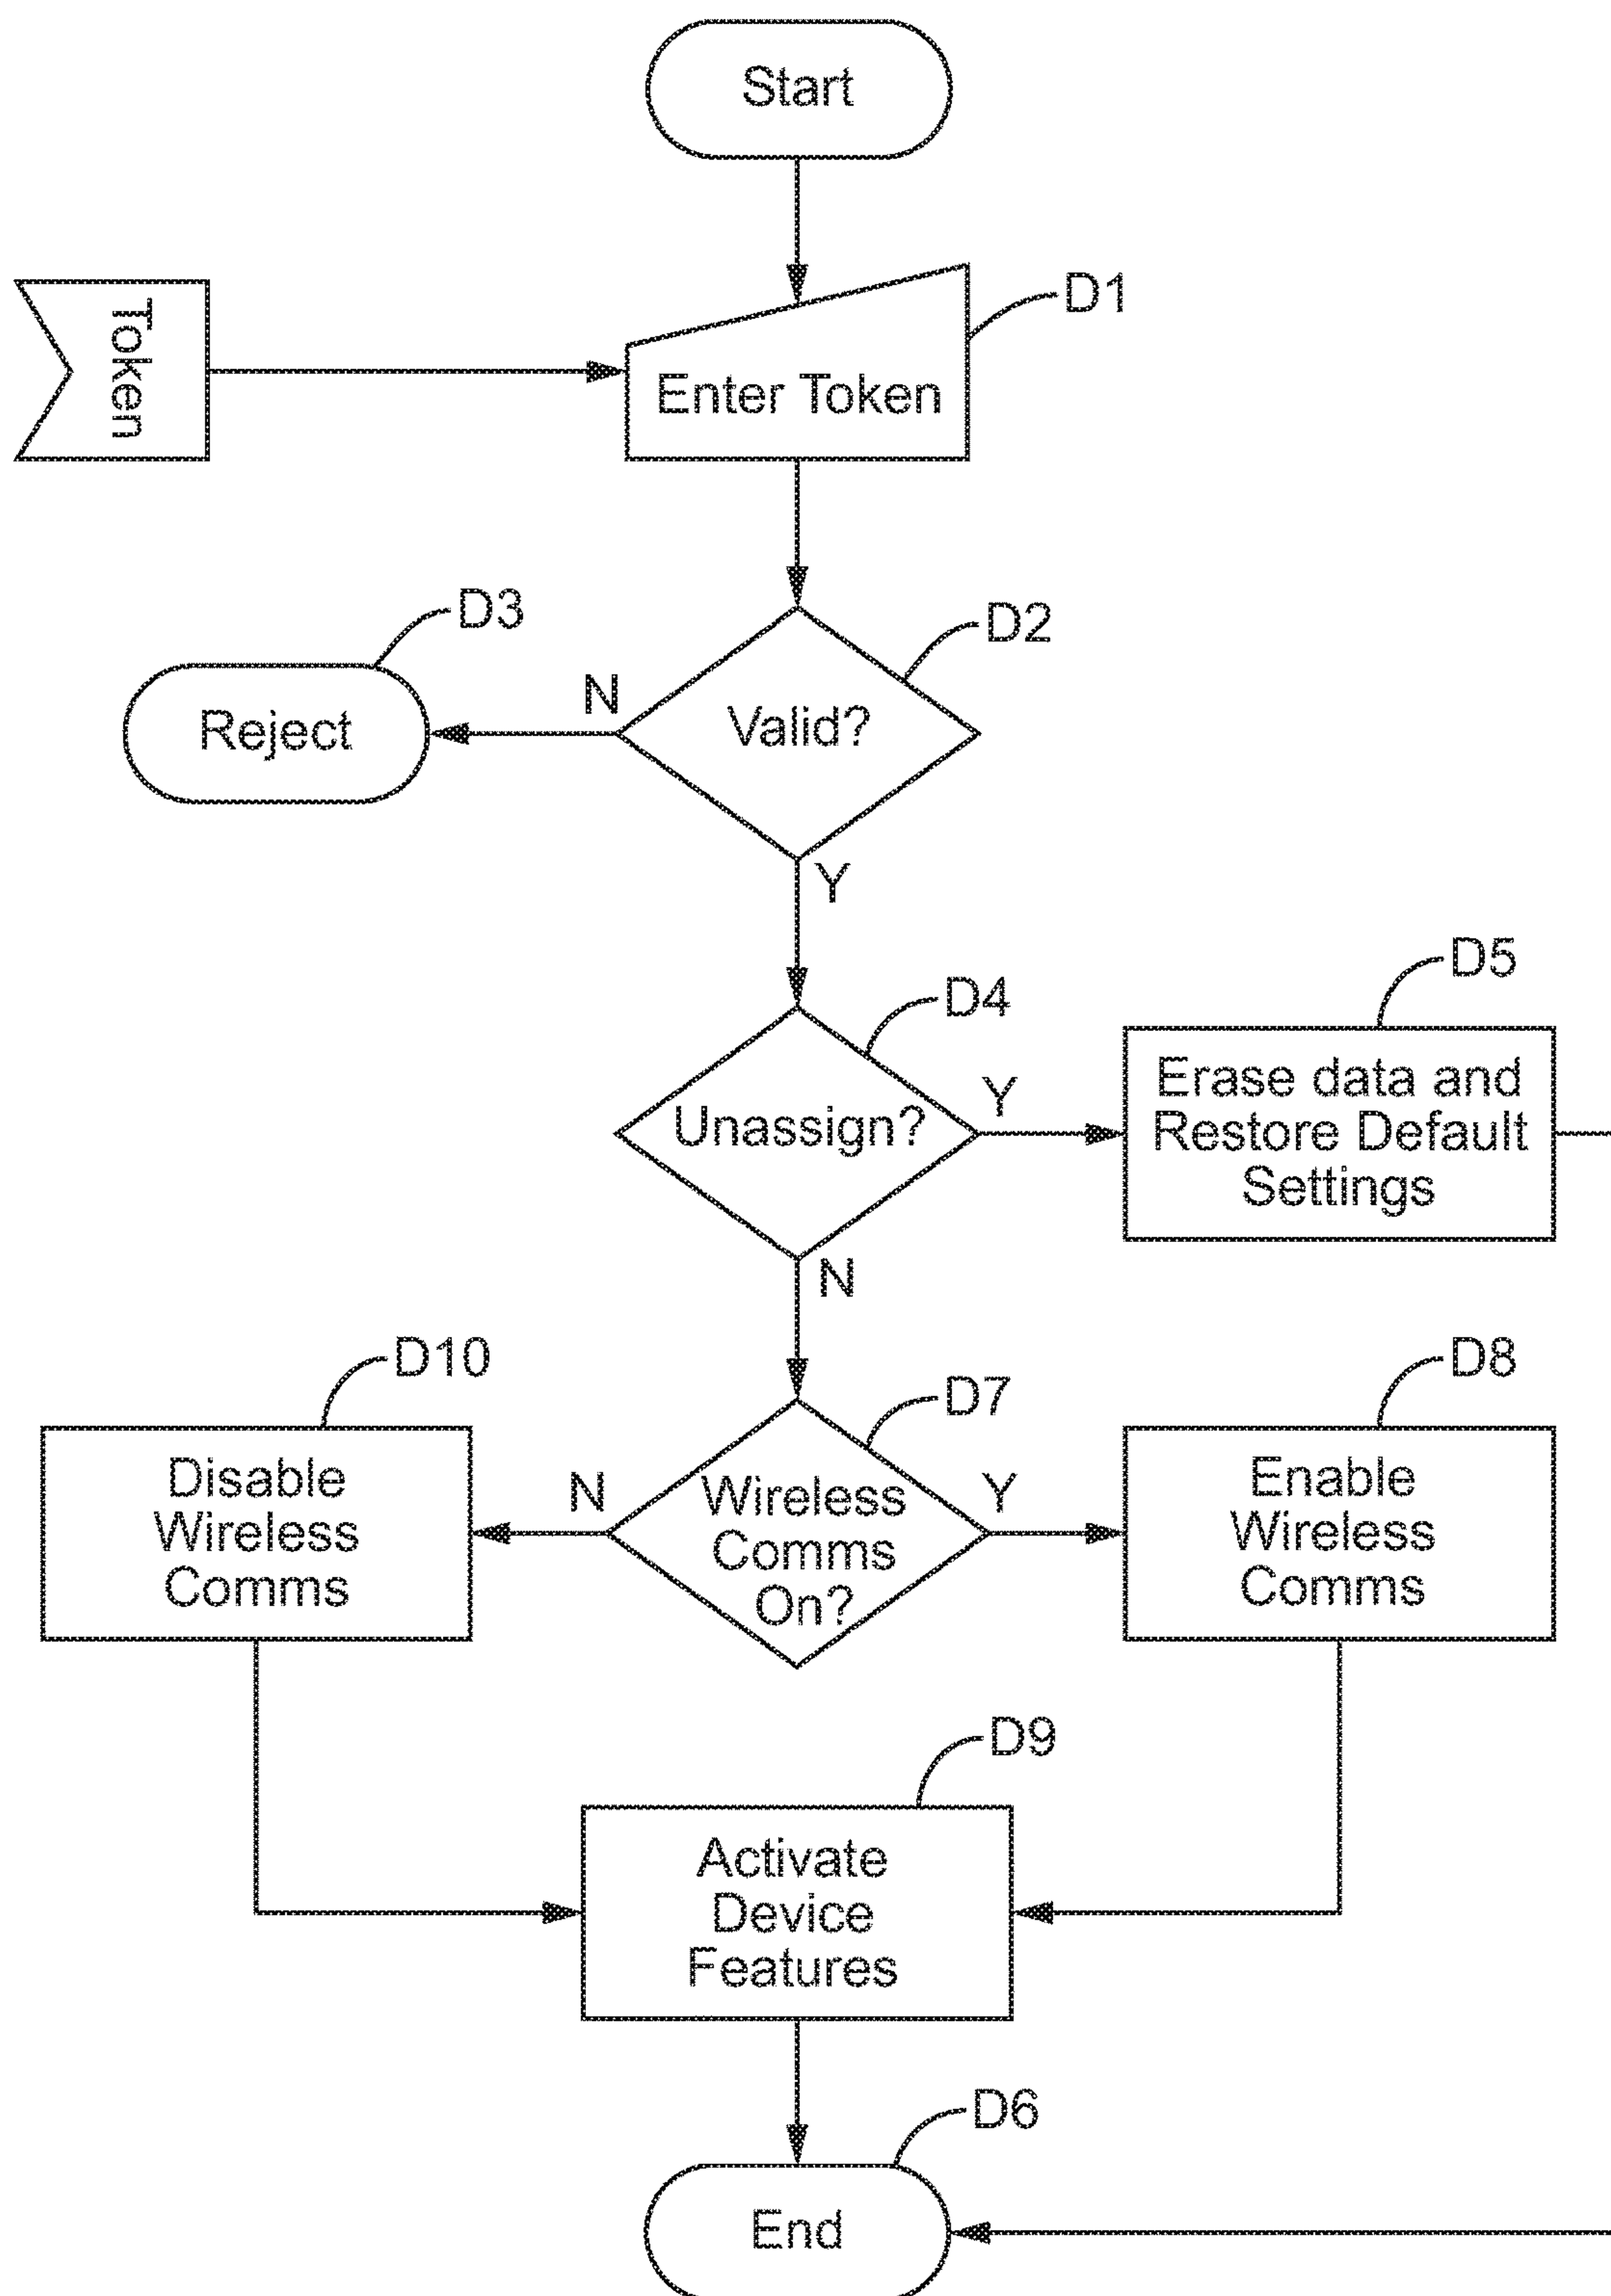 Start
D1
Token
Enter Token
D3
D2
N
Reject
Valid?
Y
D5
D4
Y
Erase data and
Restore Default
Settings
Unassign?
N
D10
D8
D7
Disable
Wireless
Comms
N
Wireless
Comms
On?
Y
Enable
Wireless
Comms
D9
Activate
Device
Features
D6
End